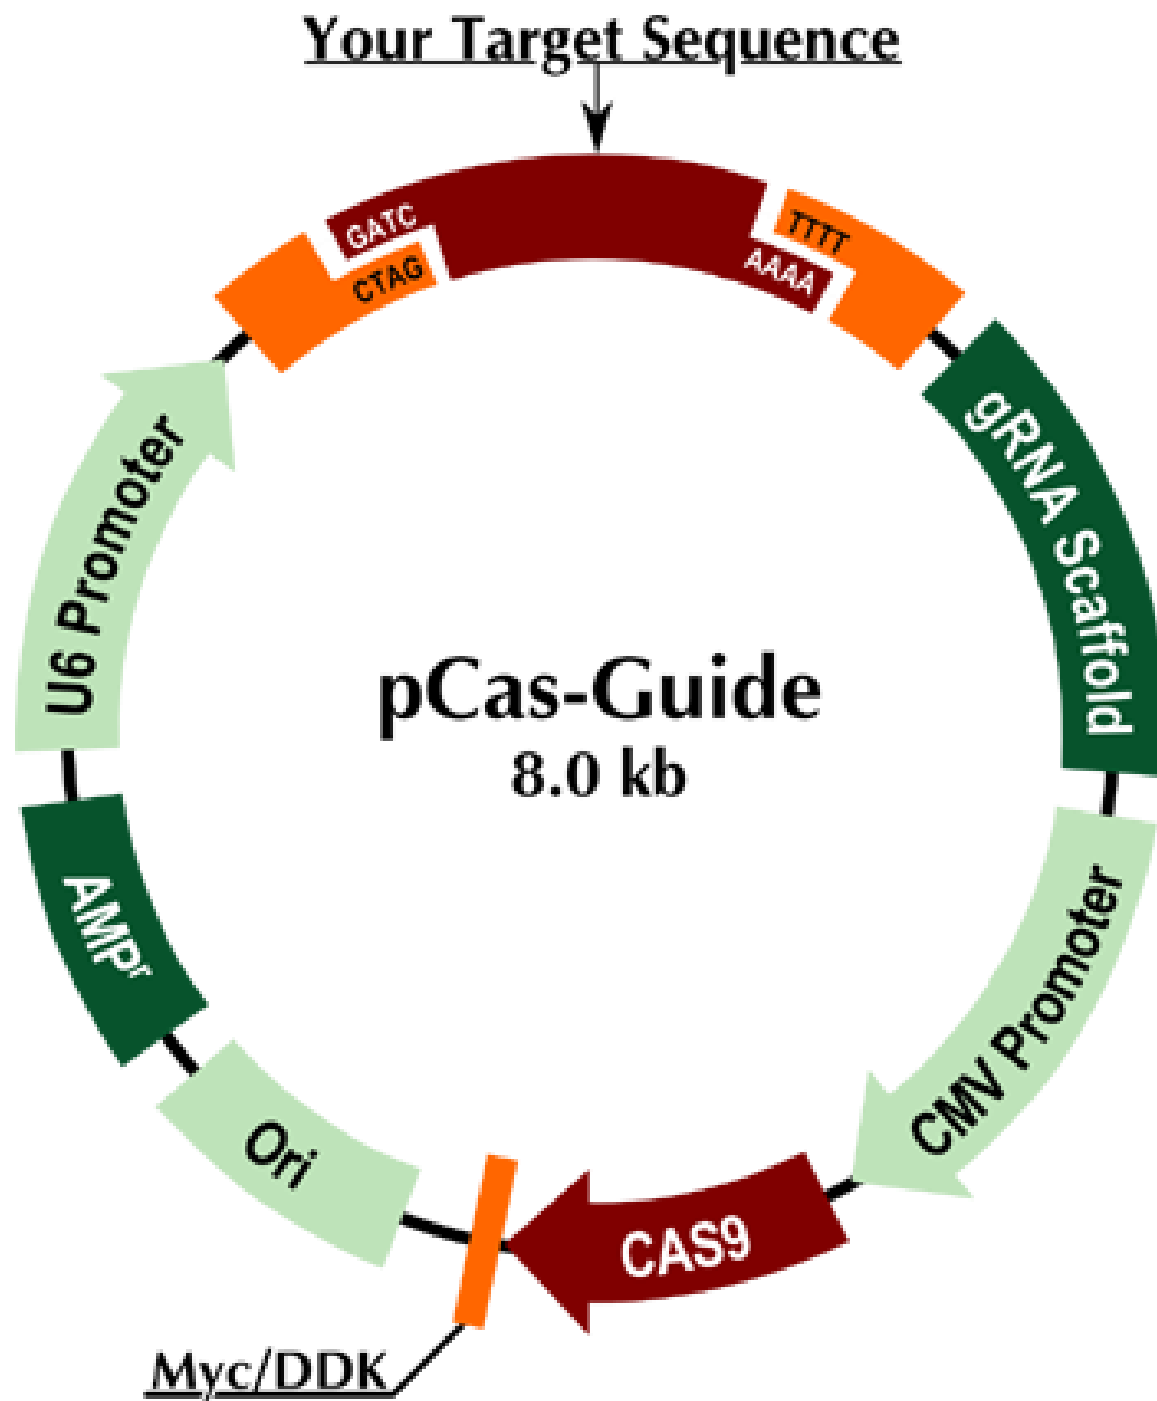 Your Target Sequence
GATC
CTAG
TTTT
AAAA
gRNA Scaffold
U6 Promoter
pCas-Guide
8.0 kb
CMV Promoter
AMPʳ
Ori
CAS9
Myc/DDK